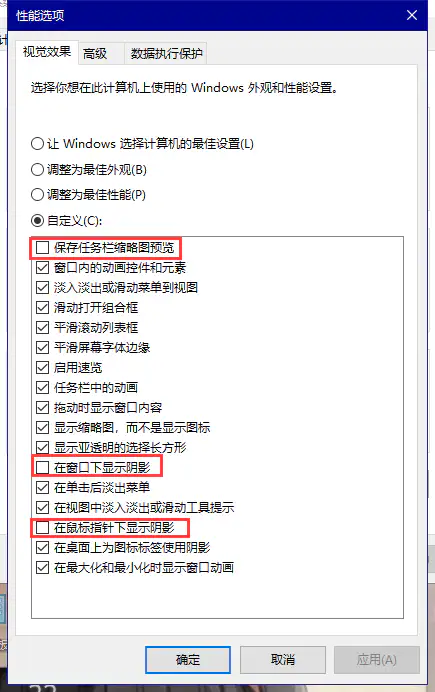 性能选项
视觉效果 高级 数据执行保护
选择你想在此计算机上使用的 Windows 外观和性能设置。
让 Windows 选择计算机的最佳设置(L)
调整为最佳外观(B)
调整为最佳性能(P)
自定义(C):
保存任务栏缩略图预览
窗口内的动画控件和元素
淡入淡出或滑动菜单到视图
滑动打开组合框
平滑滚动列表框
平滑屏幕字体边缘
启用速览
任务栏中的动画
拖动时显示窗口内容
显示缩略图，而不是显示图标
显示亚透明的选择长方形
在窗口下显示阴影
在单击后淡出菜单
在视图中淡入淡出或滑动工具提示
在鼠标指针下显示阴影
在桌面上为图标标签使用阴影
在最大化和最小化时显示窗口动画
确定 取消 应用(A)